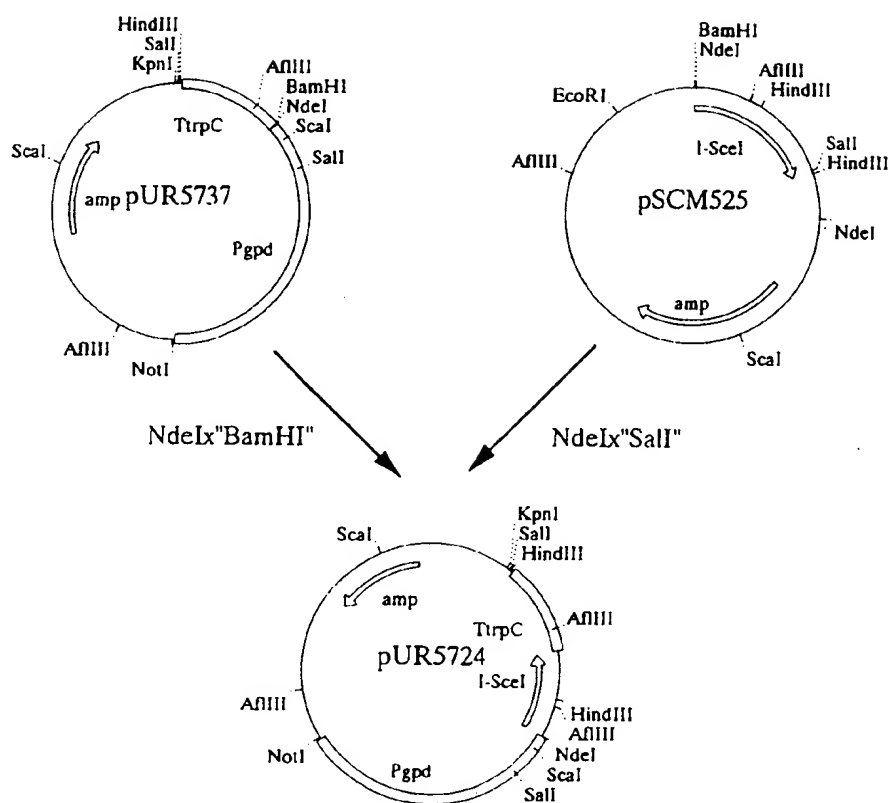 HindIII
SalI
KpnI
AflIII
BamHI
NdeI
ScaI
SalI
TtrpC
ScaI
amp
pUR5737
Pgpd
AflIII
NotI
BamHI
NdeI
AflIII
HindIII
EcoRI
I-SceI
SalI
HindIII
AflIII
pSCM525
NdeI
amp
ScaI
NdeIx"BamHI"
NdeIx"SalI"
KpnI
SalI
HindIII
ScaI
amp
TtrpC
AflIII
pUR5724
I-SceI
AflIII
HindIII
AflIII
NdeI
ScaI
SalI
NotI
Pgpd